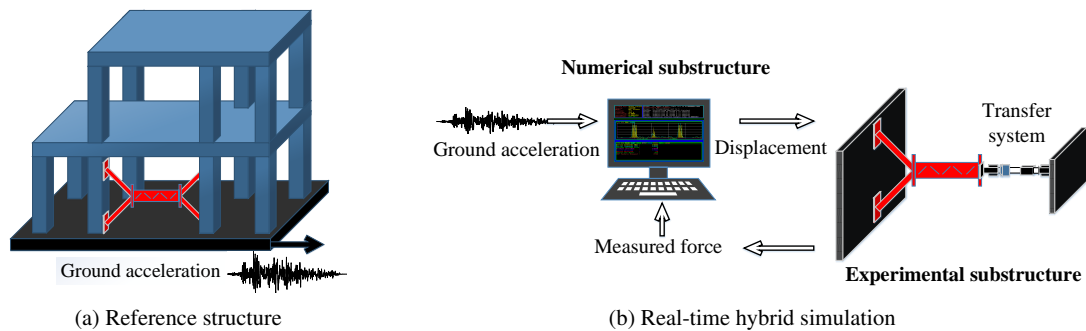 Ground acceleration
(a) Reference structure
Numerical substructure
Ground acceleration
Displacement
Measured force
Transfer
system
Experimental substructure
(b) Real-time hybrid simulation